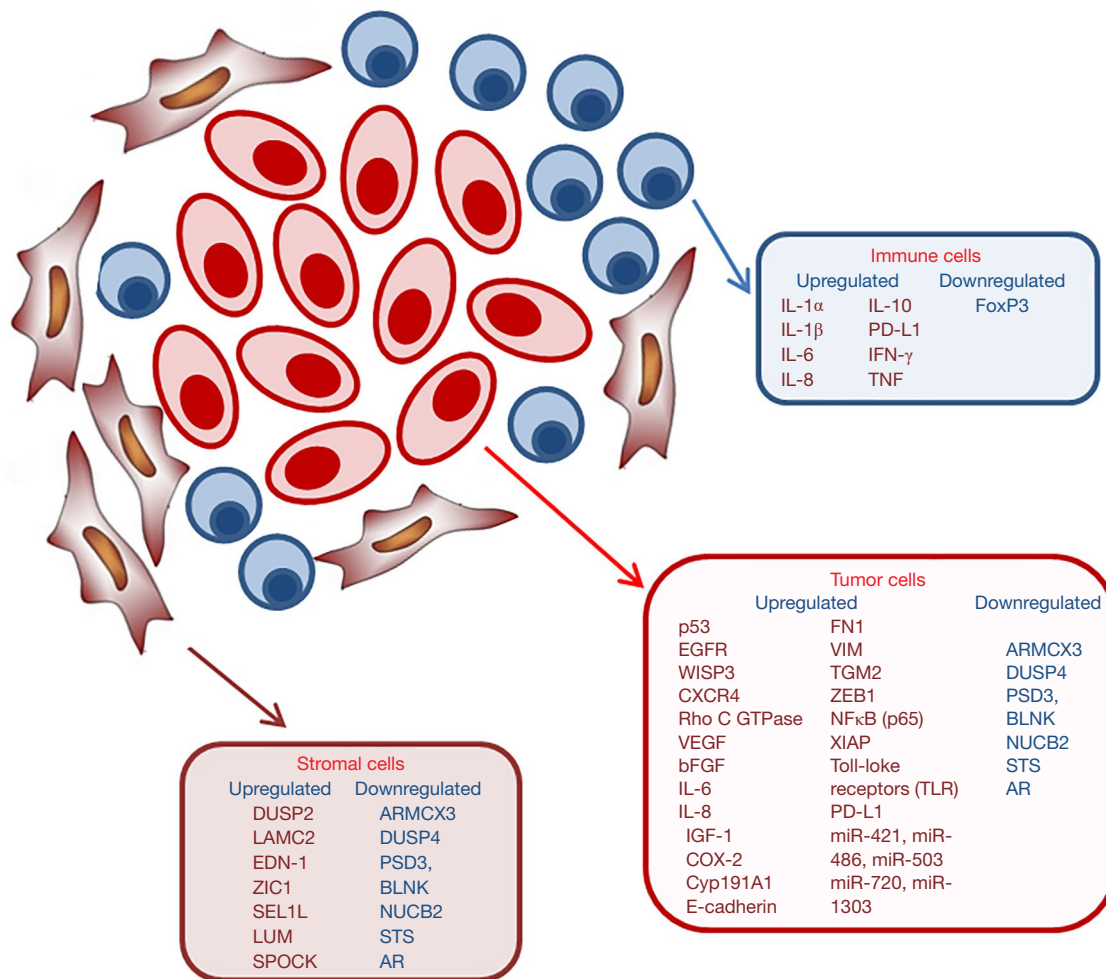 Immune cells
Upregulated Downregulated
IL-1α IL-10 FoxP3
IL-1β PD-L1
IL-6 IFN-γ
IL-8 TNF
Tumor cells
Upregulated Downregulated
p53 FN1
EGFR VIM ARMCX3
WISP3 TGM2 DUSP4
CXCR4 ZEB1 PSD3,
Rho C GTPase NFκB (p65) BLNK
VEGF XIAP NUCB2
bFGF Toll-loke STS
IL-6 receptors (TLR) AR
IL-8 PD-L1
IGF-1 miR-421, miR-
COX-2 486, miR-503
Cyp191A1 miR-720, miR-
E-cadherin 1303
Stromal cells
Upregulated Downregulated
DUSP2 ARMCX3
LAMC2 DUSP4
EDN-1 PSD3,
ZIC1 BLNK
SEL1L NUCB2
LUM STS
SPOCK AR